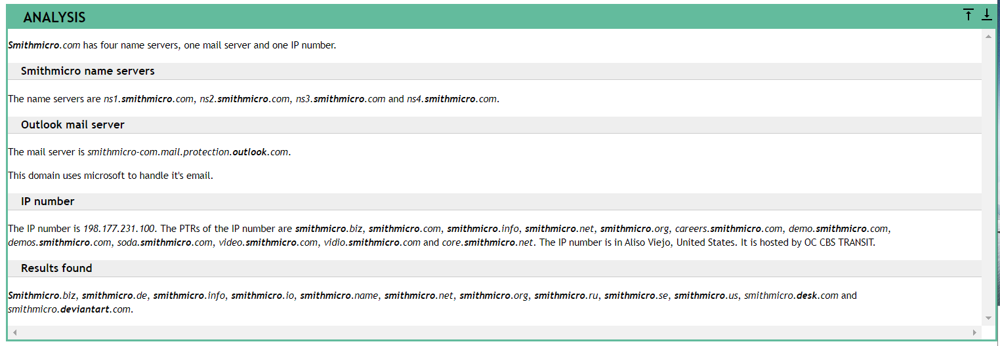 ANALYSIS
Smithmicro.com has four name servers, one mail server and one IP number.
Smithmicro name servers
The name servers are ns1.smithmicro.com, ns2.smithmicro.com, ns3.smithmicro.com and ns4.smithmicro.com.
Outlook mail server
The mail server is smithmicro-com.mail.protection.outlook.com.
This domain uses microsoft to handle it's email.
IP number
The IP number is 198.177.231.100. The PTRs of the IP number are smithmicro.biz, smithmicro.com, smithmicro.info, smithmicro.net, smithmicro.org, careers.smithmicro.com, demo.smithmicro.com,
demos.smithmicro.com, soda.smithmicro.com, video.smithmicro.com, vidio.smithmicro.com and core.smithmicro.net. The IP number is in Aliso Viejo, United States. It is hosted by OC CBS TRANSIT.
Results found
Smithmicro.biz, smithmicro.de, smithmicro.info, smithmicro.io, smithmicro.name, smithmicro.net, smithmicro.org, smithmicro.ru, smithmicro.se, smithmicro.us, smithmicro.desk.com and
smithmicro.deviantart.com.